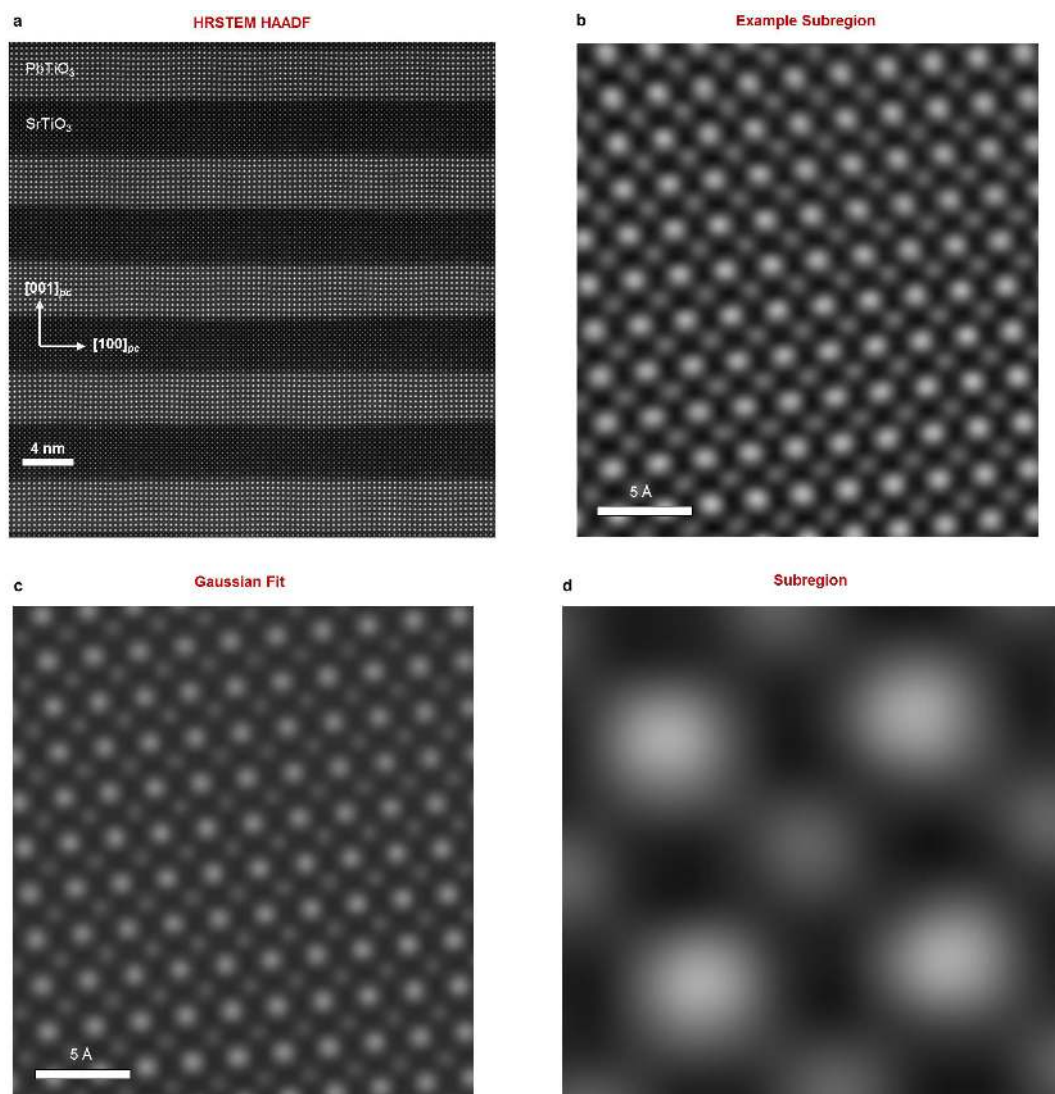 a
HRSTEM HAADF
PbTiO₃
SrTiO₃
[001]pc
[100]pc
4 nm
b
Example Subregion
5 Å
c
Gaussian Fit
5 Å
d
Subregion